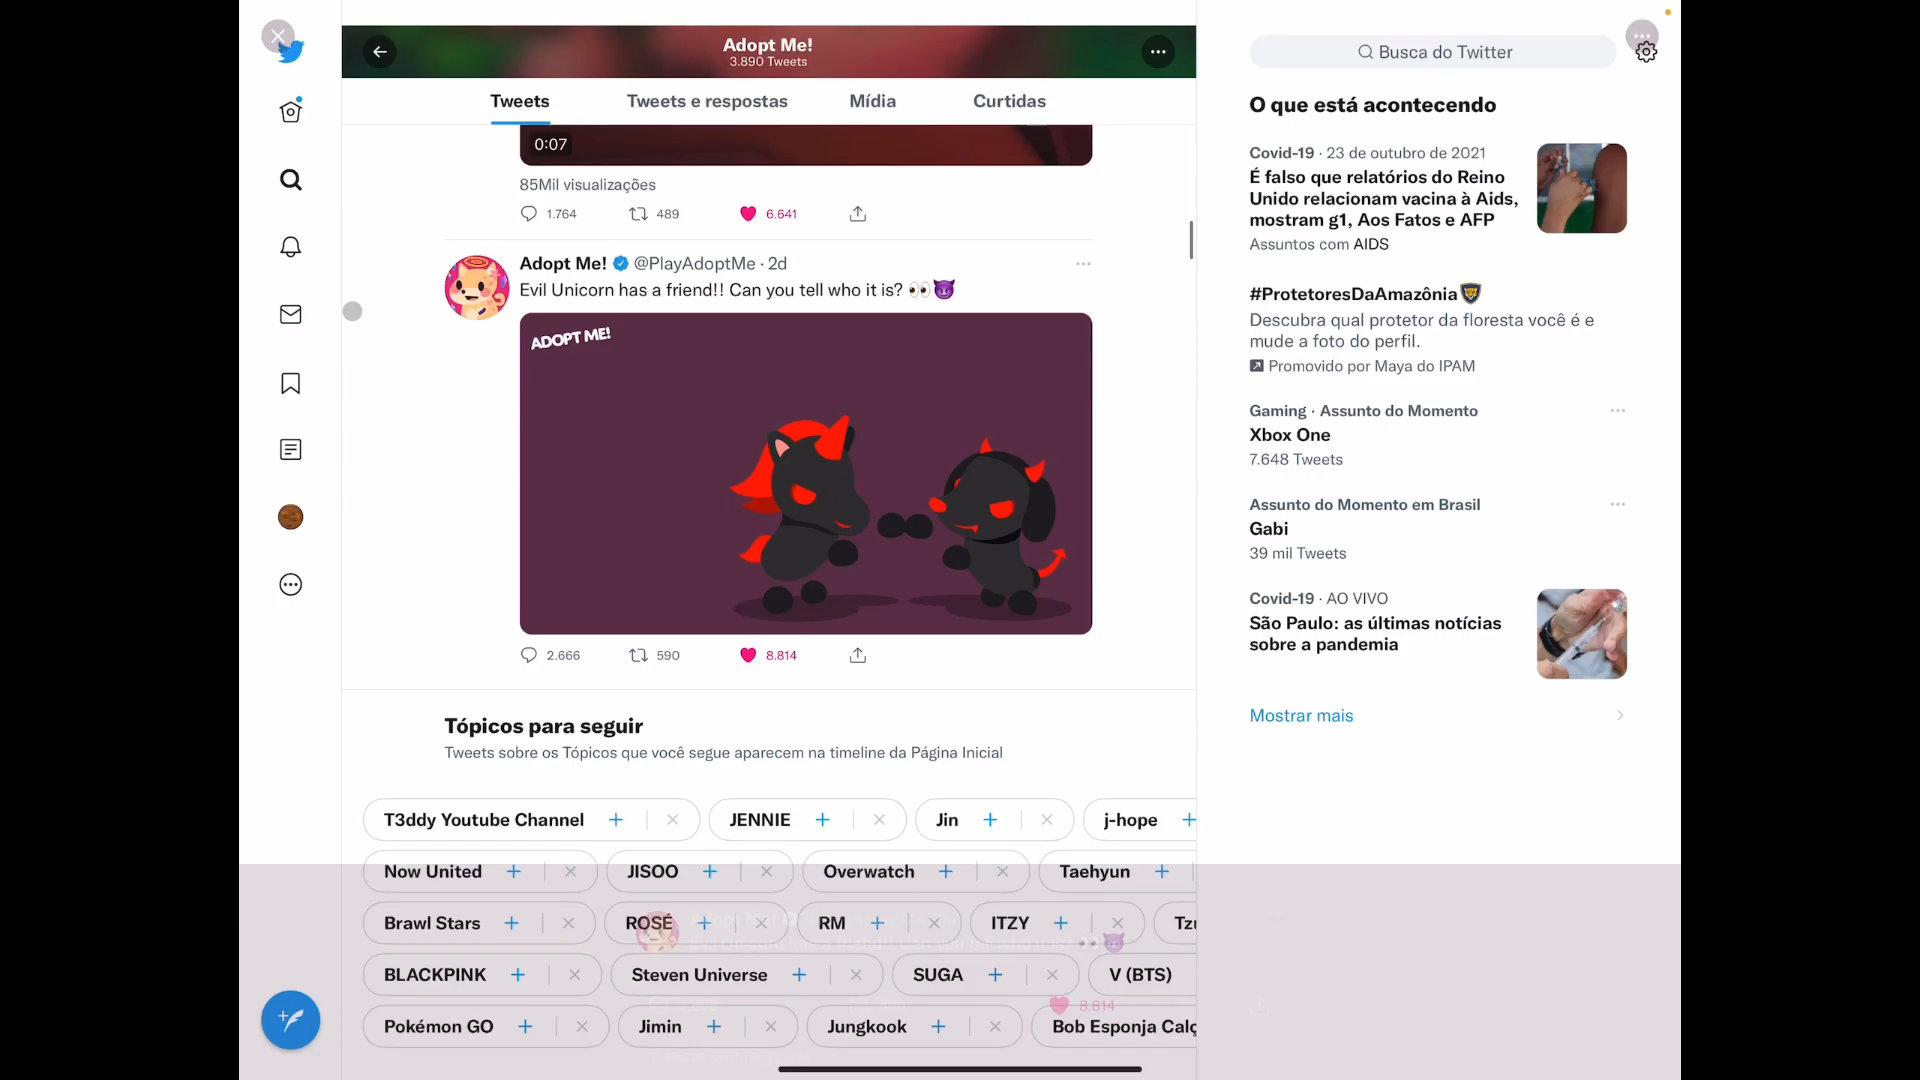 Adopt Me!
3.890 Tweets
Tweets
Tweets e respostas
Mídia
Curtidas
0:07
85Mil visualizações
1.764
489
6.641
Adopt Me! @PlayAdoptMe · 2d
Evil Unicorn has a friend!! Can you tell who it is? 👀😈
ADOPT ME!
2.666
590
8.814
Tópicos para seguir
Tweets sobre os Tópicos que você segue aparecem na timeline da Página Inicial
T3ddy Youtube Channel
JENNIE
Jin
j-hope
Now United
JISOO
Overwatch
Taehyun
Brawl Stars
ROSÉ
RM
ITZY
Tzu
BLACKPINK
Steven Universe
SUGA
V (BTS)
8.814
Pokémon GO
Jimin
Jungkook
Bob Esponja Calç
Busca do Twitter
O que está acontecendo
Covid-19 · 23 de outubro de 2021
É falso que relatórios do Reino
Unido relacionam vacina à Aids,
mostram g1, Aos Fatos e AFP
Assuntos com AIDS
#ProtetoresDaAmazônia
Descubra qual protetor da floresta você é e
mude a foto do perfil.
Promovido por Maya do IPAM
Gaming · Assunto do Momento
Xbox One
7.648 Tweets
Assunto do Momento em Brasil
Gabi
39 mil Tweets
Covid-19 · AO VIVO
São Paulo: as últimas notícias
sobre a pandemia
Mostrar mais